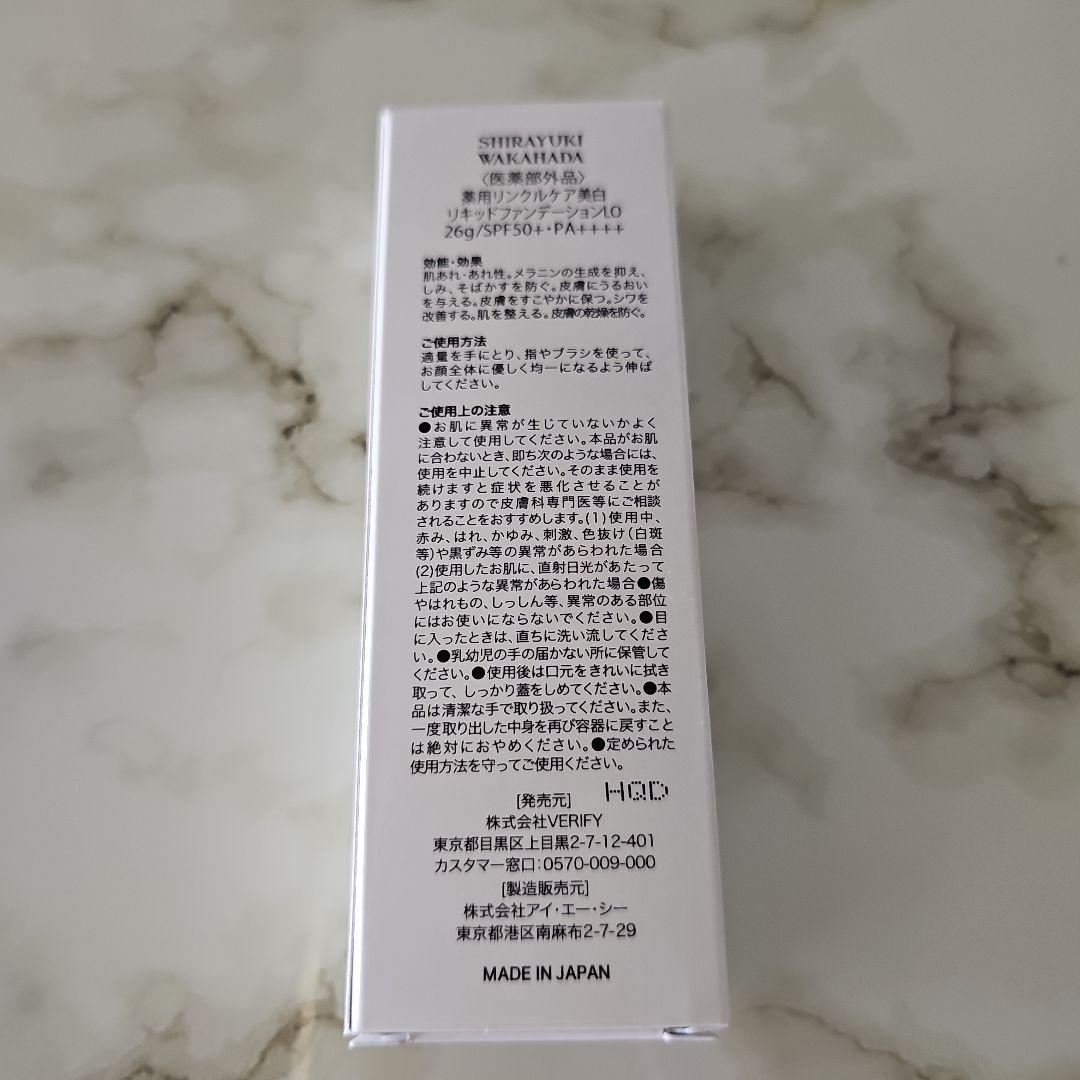 SHIRAYUKI
WAKAHADA
〈医薬部外品〉
薬用リンクルケア美白
リキッドファンデーションLO
26g/SPF50+・PA++++
効能・効果
肌あれ・あれ性。メラニンの生成を抑え、
しみ、そばかすを防ぐ。皮膚にうるおい
を与える。皮膚をすこやかに保つ。シワを
改善する。肌を整える。皮膚の乾燥を防ぐ。
ご使用方法
適量を手にとり、指やブラシを使って、
お顔全体に優しく均一になるよう伸ば
してください。
ご使用上の注意
●お肌に異常が生じていないかよく
注意して使用してください。本品がお肌
に合わないとき、即ち次のような場合には、
使用を中止してください。そのまま使用を
続けますと症状を悪化させることが
ありますので皮膚科専門医等にご相談
されることをおすすめします。(1)使用中、
赤み、はれ、かゆみ、刺激、色抜け(白斑
等)や黒ずみ等の異常があらわれた場合
(2)使用したお肌に、直射日光があたって
上記のような異常があらわれた場合●傷
やはれもの、しっしん等、異常のある部位
にはお使いにならないでください。●目
に入ったときは、直ちに洗い流してくださ
い。●乳幼児の手の届かない所に保管して
ください。●使用後は口元をきれいに拭き
取って、しっかり蓋をしめてください。●本
品は清潔な手で取り扱ってください。また、
一度取り出した中身を再び容器に戻すこと
は絶対におやめください。●定められた
使用方法を守ってご使用ください。
HQD
[発売元]
株式会社VERIFY
東京都目黒区上目黒2-7-12-401
カスタマー窓口:0570-009-000
[製造販売元]
株式会社アイ・エー・シー
東京都港区南麻布2-7-29
MADE IN JAPAN